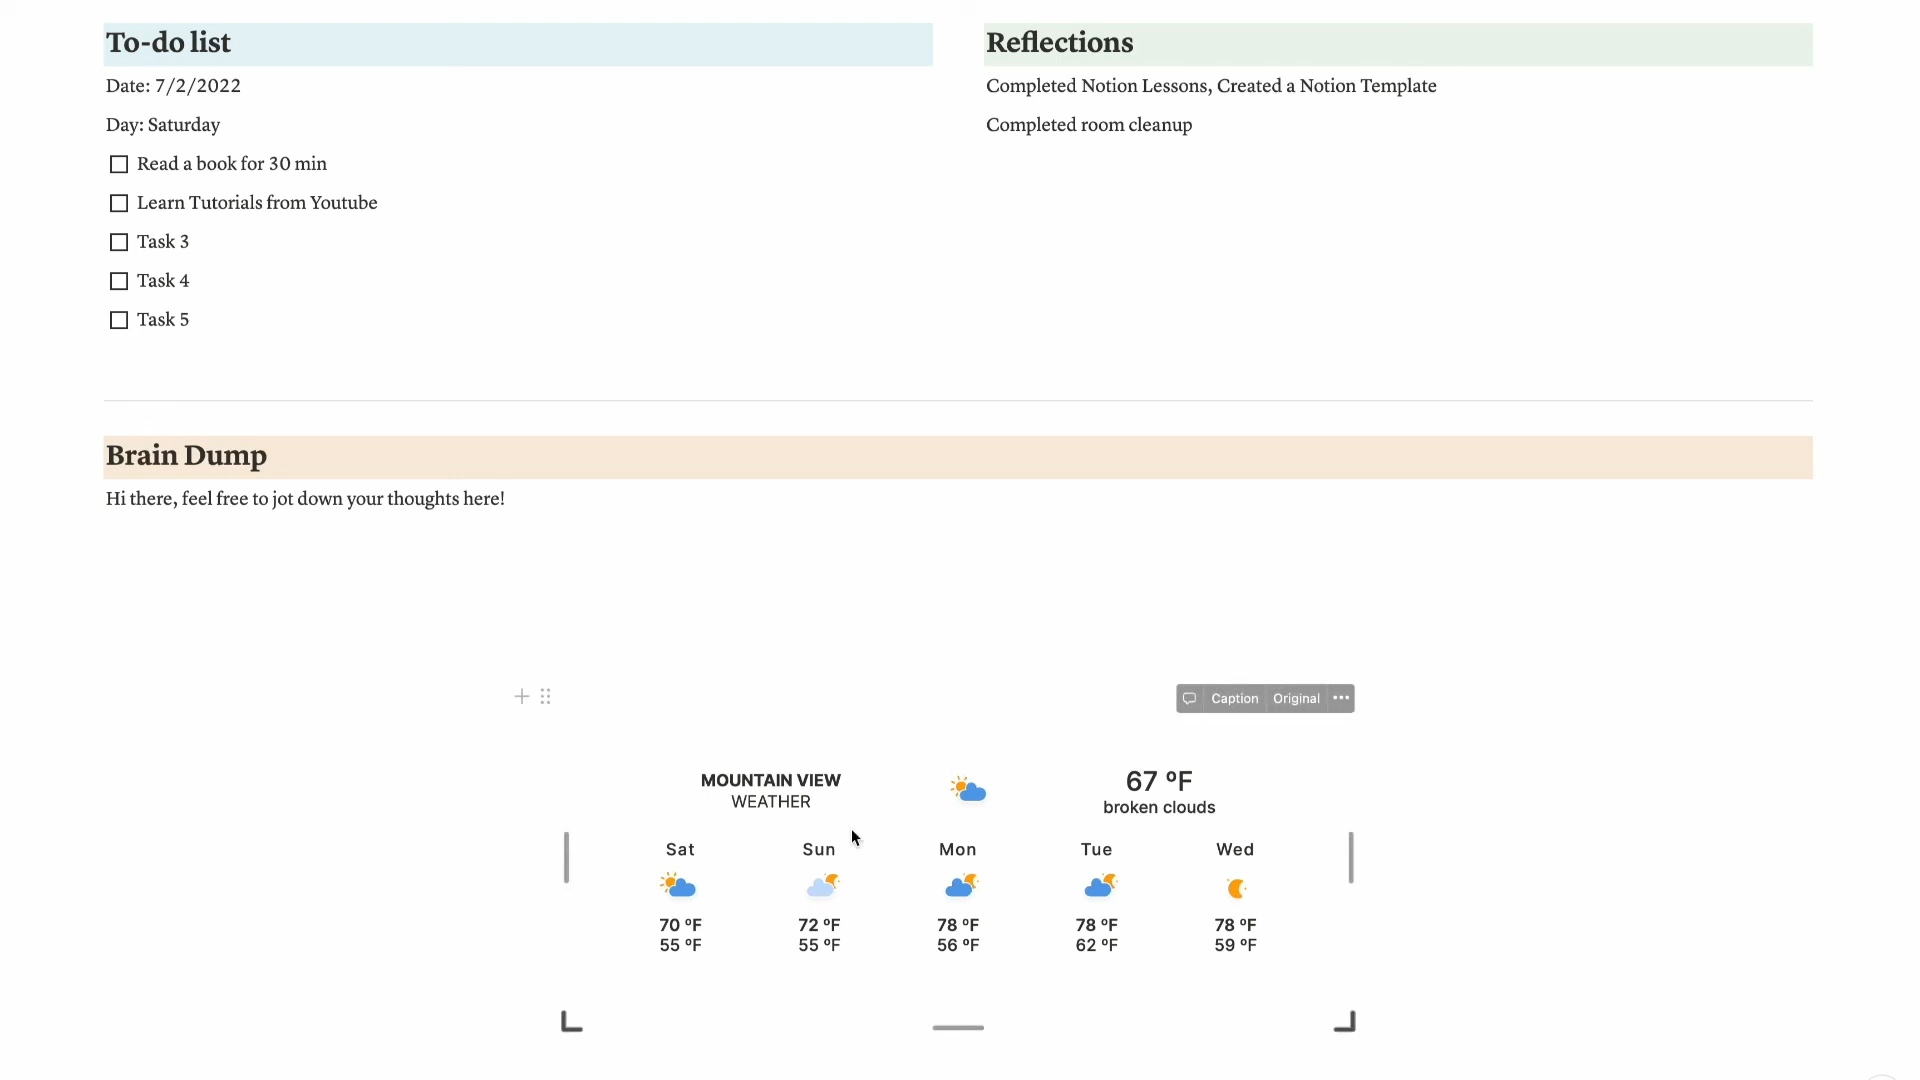 To-do list
Date: 7/2/2022
Day: Saturday
Read a book for 30 min
Learn Tutorials from Youtube
Task 3
Task 4
Task 5
Reflections
Completed Notion Lessons, Created a Notion Template
Completed room cleanup
Brain Dump
Hi there, feel free to jot down your thoughts here!
Caption Original
MOUNTAIN VIEW
WEATHER
67 ºF
broken clouds
Sat Sun Mon Tue Wed
70 ºF 72 ºF 78 ºF 78 ºF 78 ºF
55 ºF 55 ºF 56 ºF 62 ºF 59 ºF